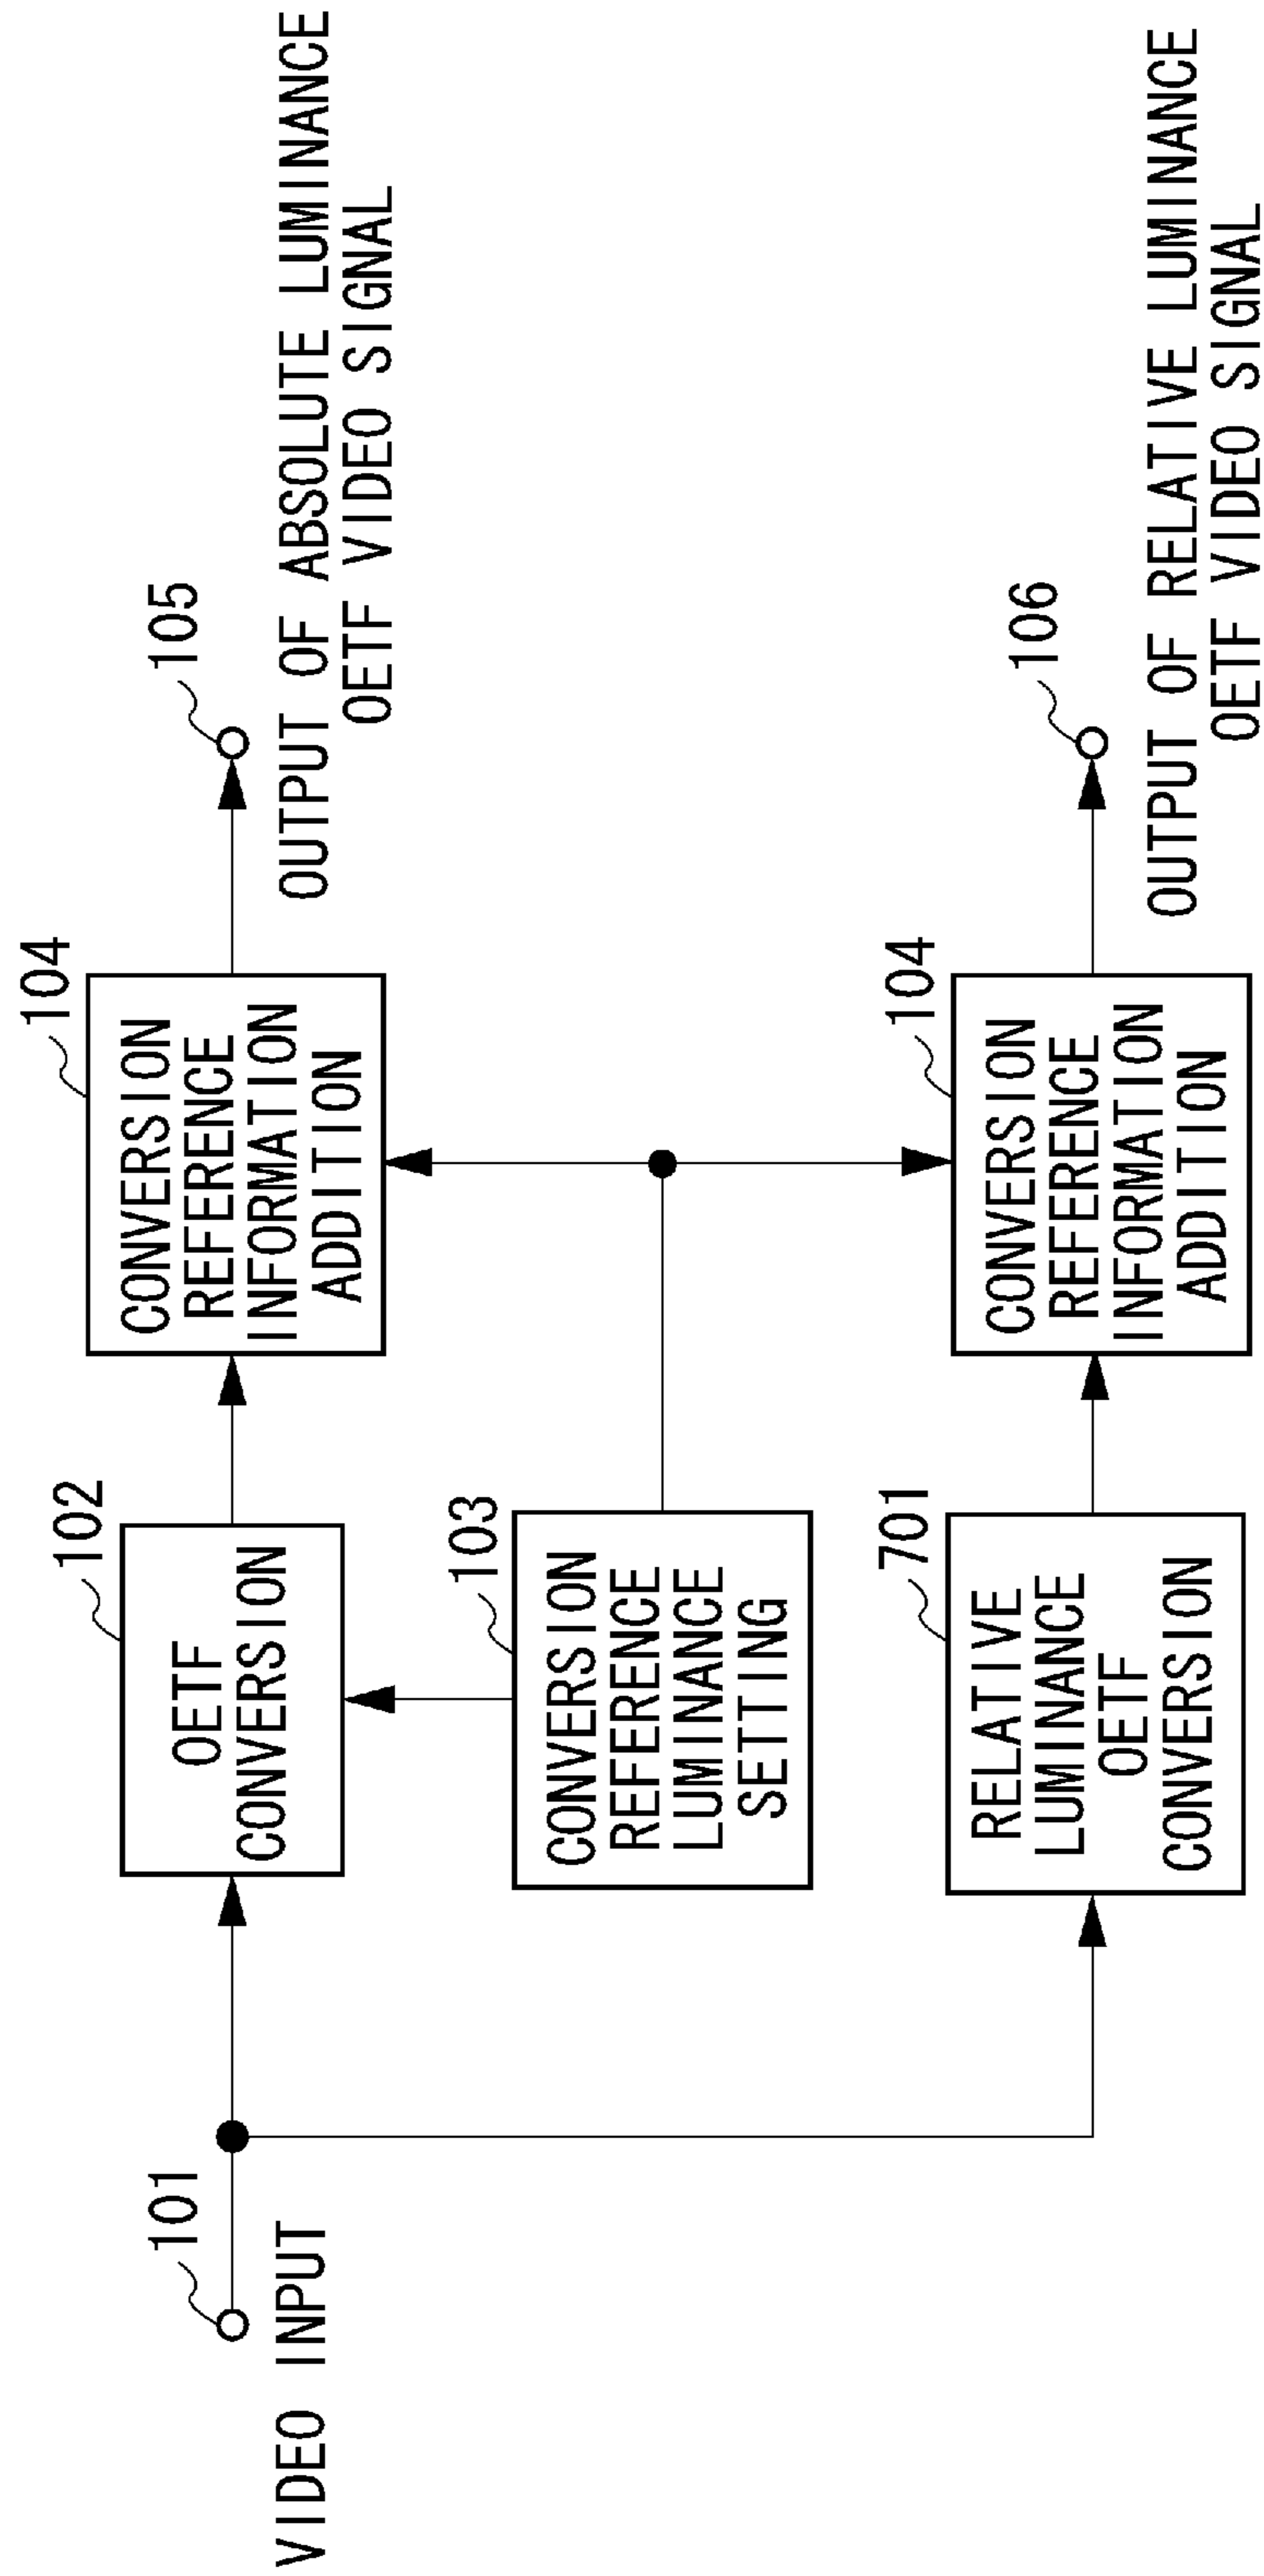 101
VIDEO INPUT
102
OETF
CONVERSION
104
CONVERSION
REFERENCE
INFORMATION
ADDITION
105
OUTPUT OF ABSOLUTE LUMINANCE
OETF VIDEO SIGNAL
103
CONVERSION
REFERENCE
LUMINANCE
SETTING
701
RELATIVE
LUMINANCE
OETF
CONVERSION
104
CONVERSION
REFERENCE
INFORMATION
ADDITION
106
OUTPUT OF RELATIVE LUMINANCE
OETF VIDEO SIGNAL